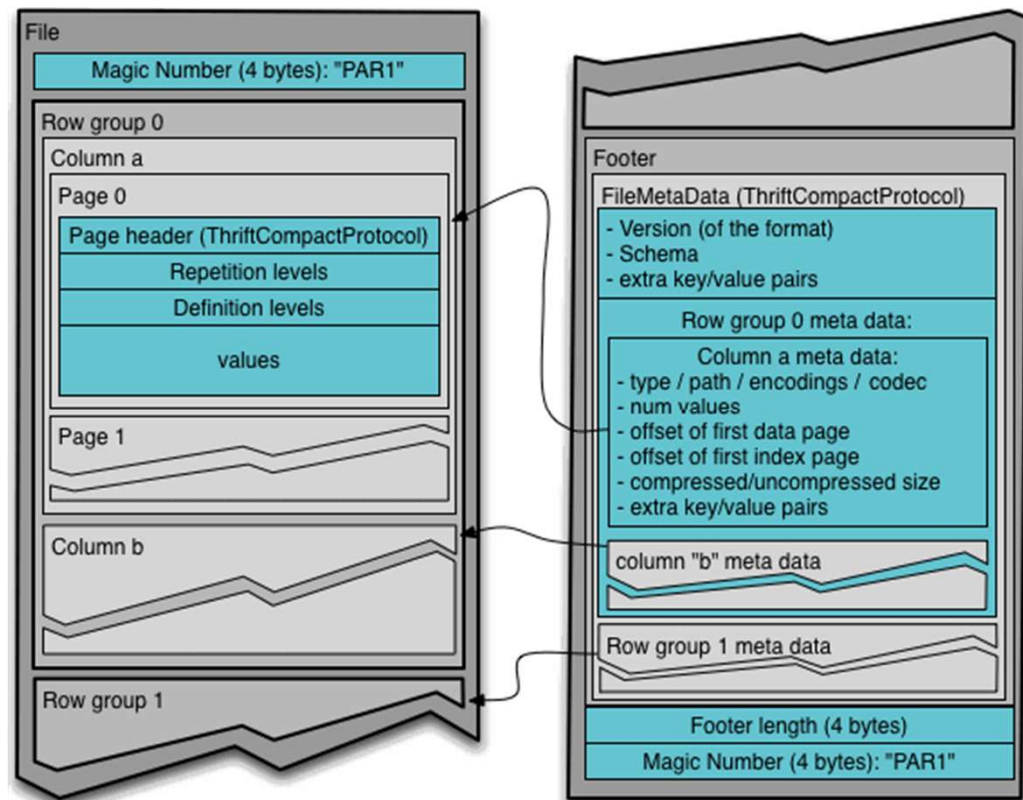 File
Magic Number (4 bytes): "PAR1"
Row group 0
Column a
Page 0
Page header (ThriftCompactProtocol)
Repetition levels
Definition levels
values
Page 1
Column b
Row group 1
Footer
FileMetaData (ThriftCompactProtocol)
- Version (of the format)
- Schema
- extra key/value pairs
Row group 0 meta data:
Column a meta data:
- type / path / encodings / codec
- num values
- offset of first data page
- offset of first index page
- compressed/uncompressed size
- extra key/value pairs
column "b" meta data
Row group 1 meta data
Footer length (4 bytes)
Magic Number (4 bytes): "PAR1"